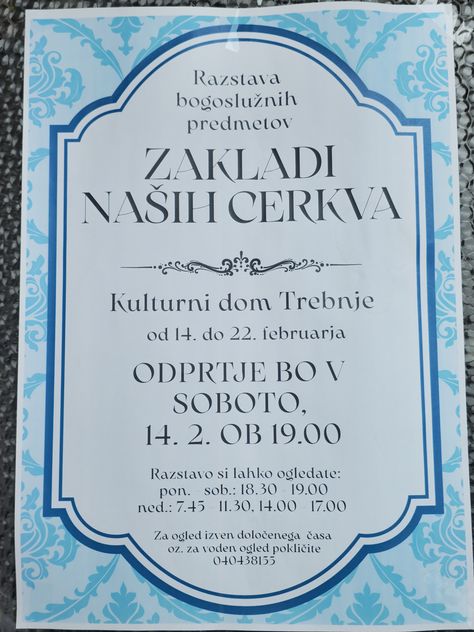 Razstava
bogoslužnih
predmetov
ZAKLADI
NAŠIH CERKVA
Kulturni dom Trebnje
od 14. do 22. februarja
ODPRTJE BO V
SOBOTO,
14. 2. OB 19.00
Razstavo si lahko ogledate:
pon. sob.: 18.30 - 19.00
ned.: 7.45 - 11.30, 14.00 - 17.00
Za ogled izven določenega časa
oz. za voden ogled pokličite
040438155